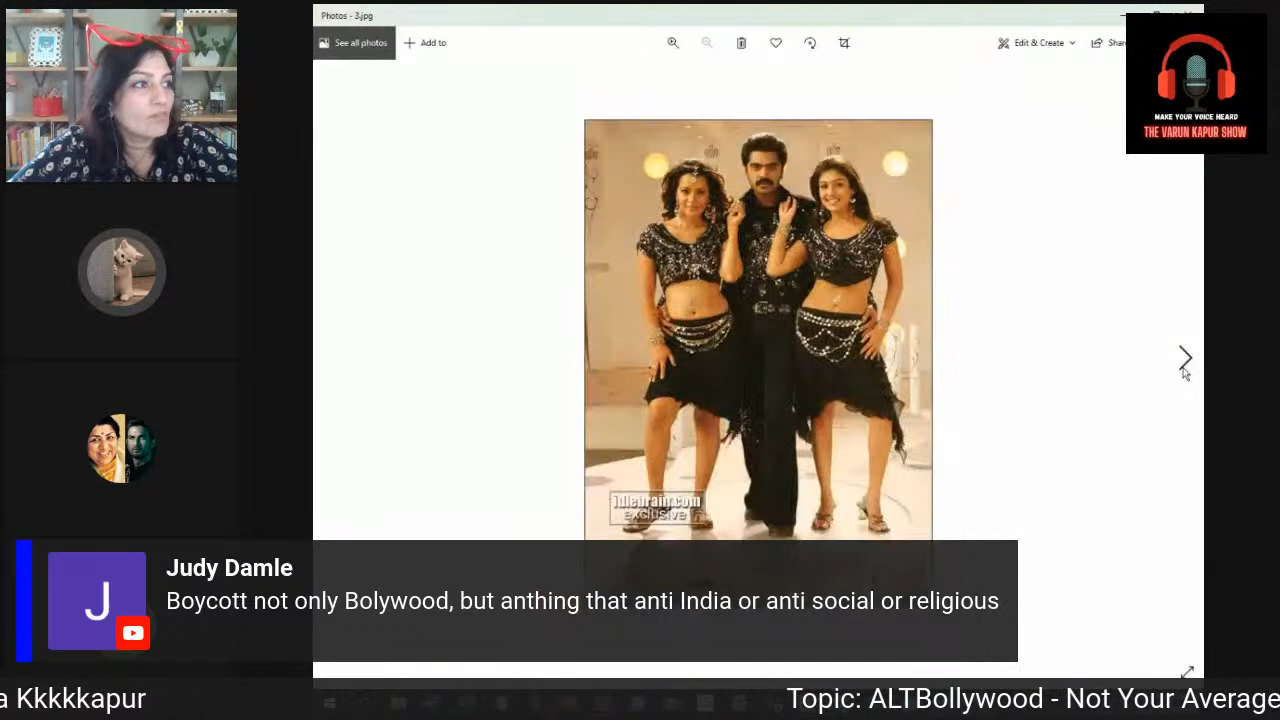 Photos - 3.jpg
See all photos
Add to
Edit & Create
MAKE YOUR VOICE HEARD
THE VARUN KAPUR SHOW
idlebrain.com
exclusive
J
Judy Damle
Boycott not only Bolywood, but anthing that anti India or anti social or religious
a Kkkkkapur
Topic: ALTBollywood - Not Your Average